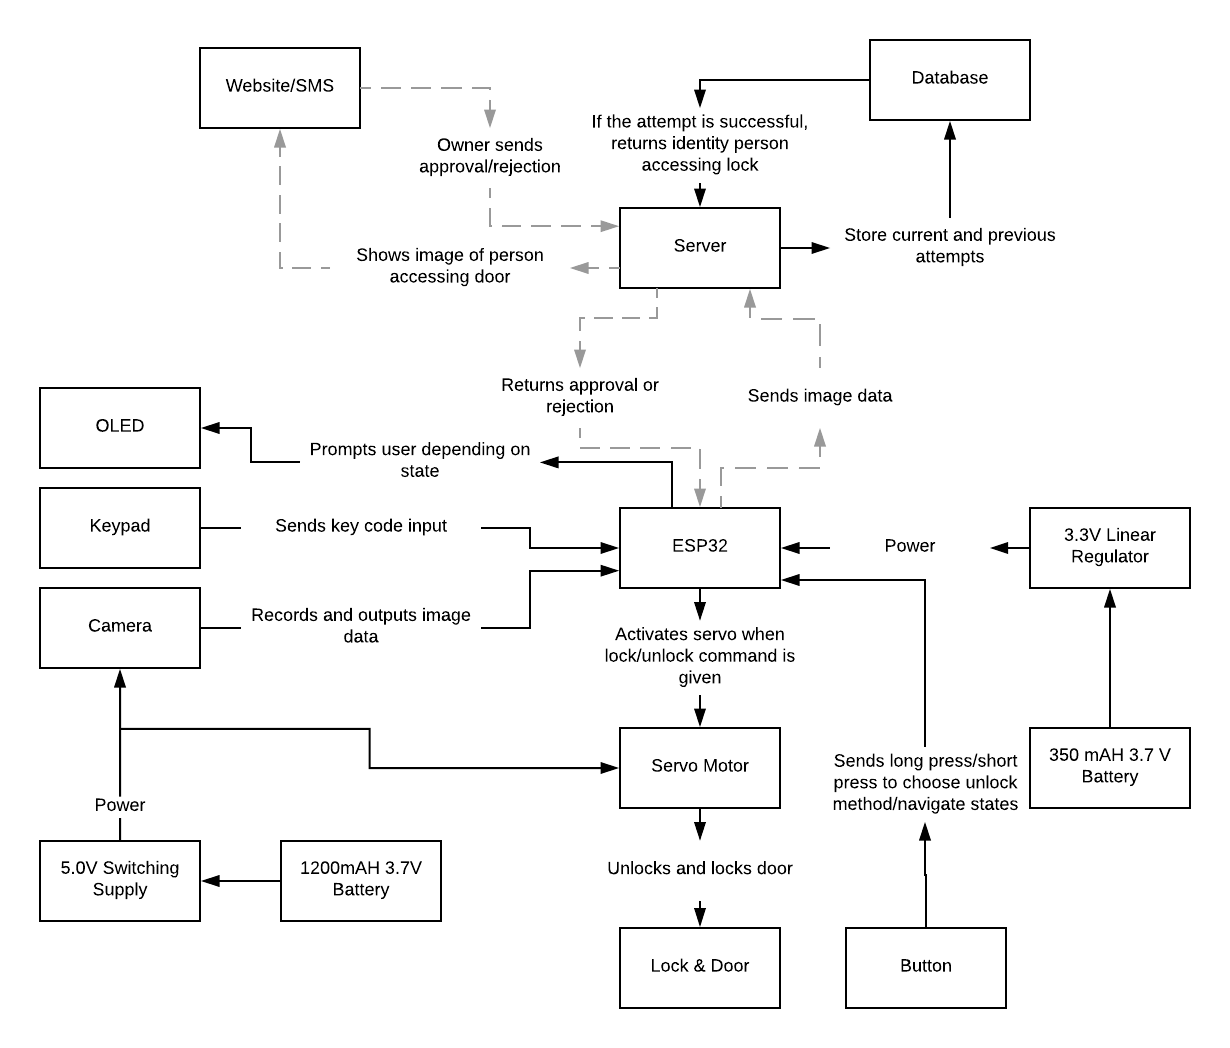 Website/SMS
Database
If the attempt is successful,
returns identity person
accessing lock
Owner sends
approval/rejection
Server
Store current and previous
attempts
Shows image of person
accessing door
Returns approval or
rejection
Sends image data
OLED
Prompts user depending on
state
Keypad
Sends key code input
ESP32
Power
3.3V Linear
Regulator
Camera
Records and outputs image
data
Activates servo when
lock/unlock command is
given
Servo Motor
Sends long press/short
press to choose unlock
method/navigate states
350 mAH 3.7 V
Battery
Power
5.0V Switching
Supply
1200mAH 3.7V
Battery
Unlocks and locks door
Lock & Door
Button